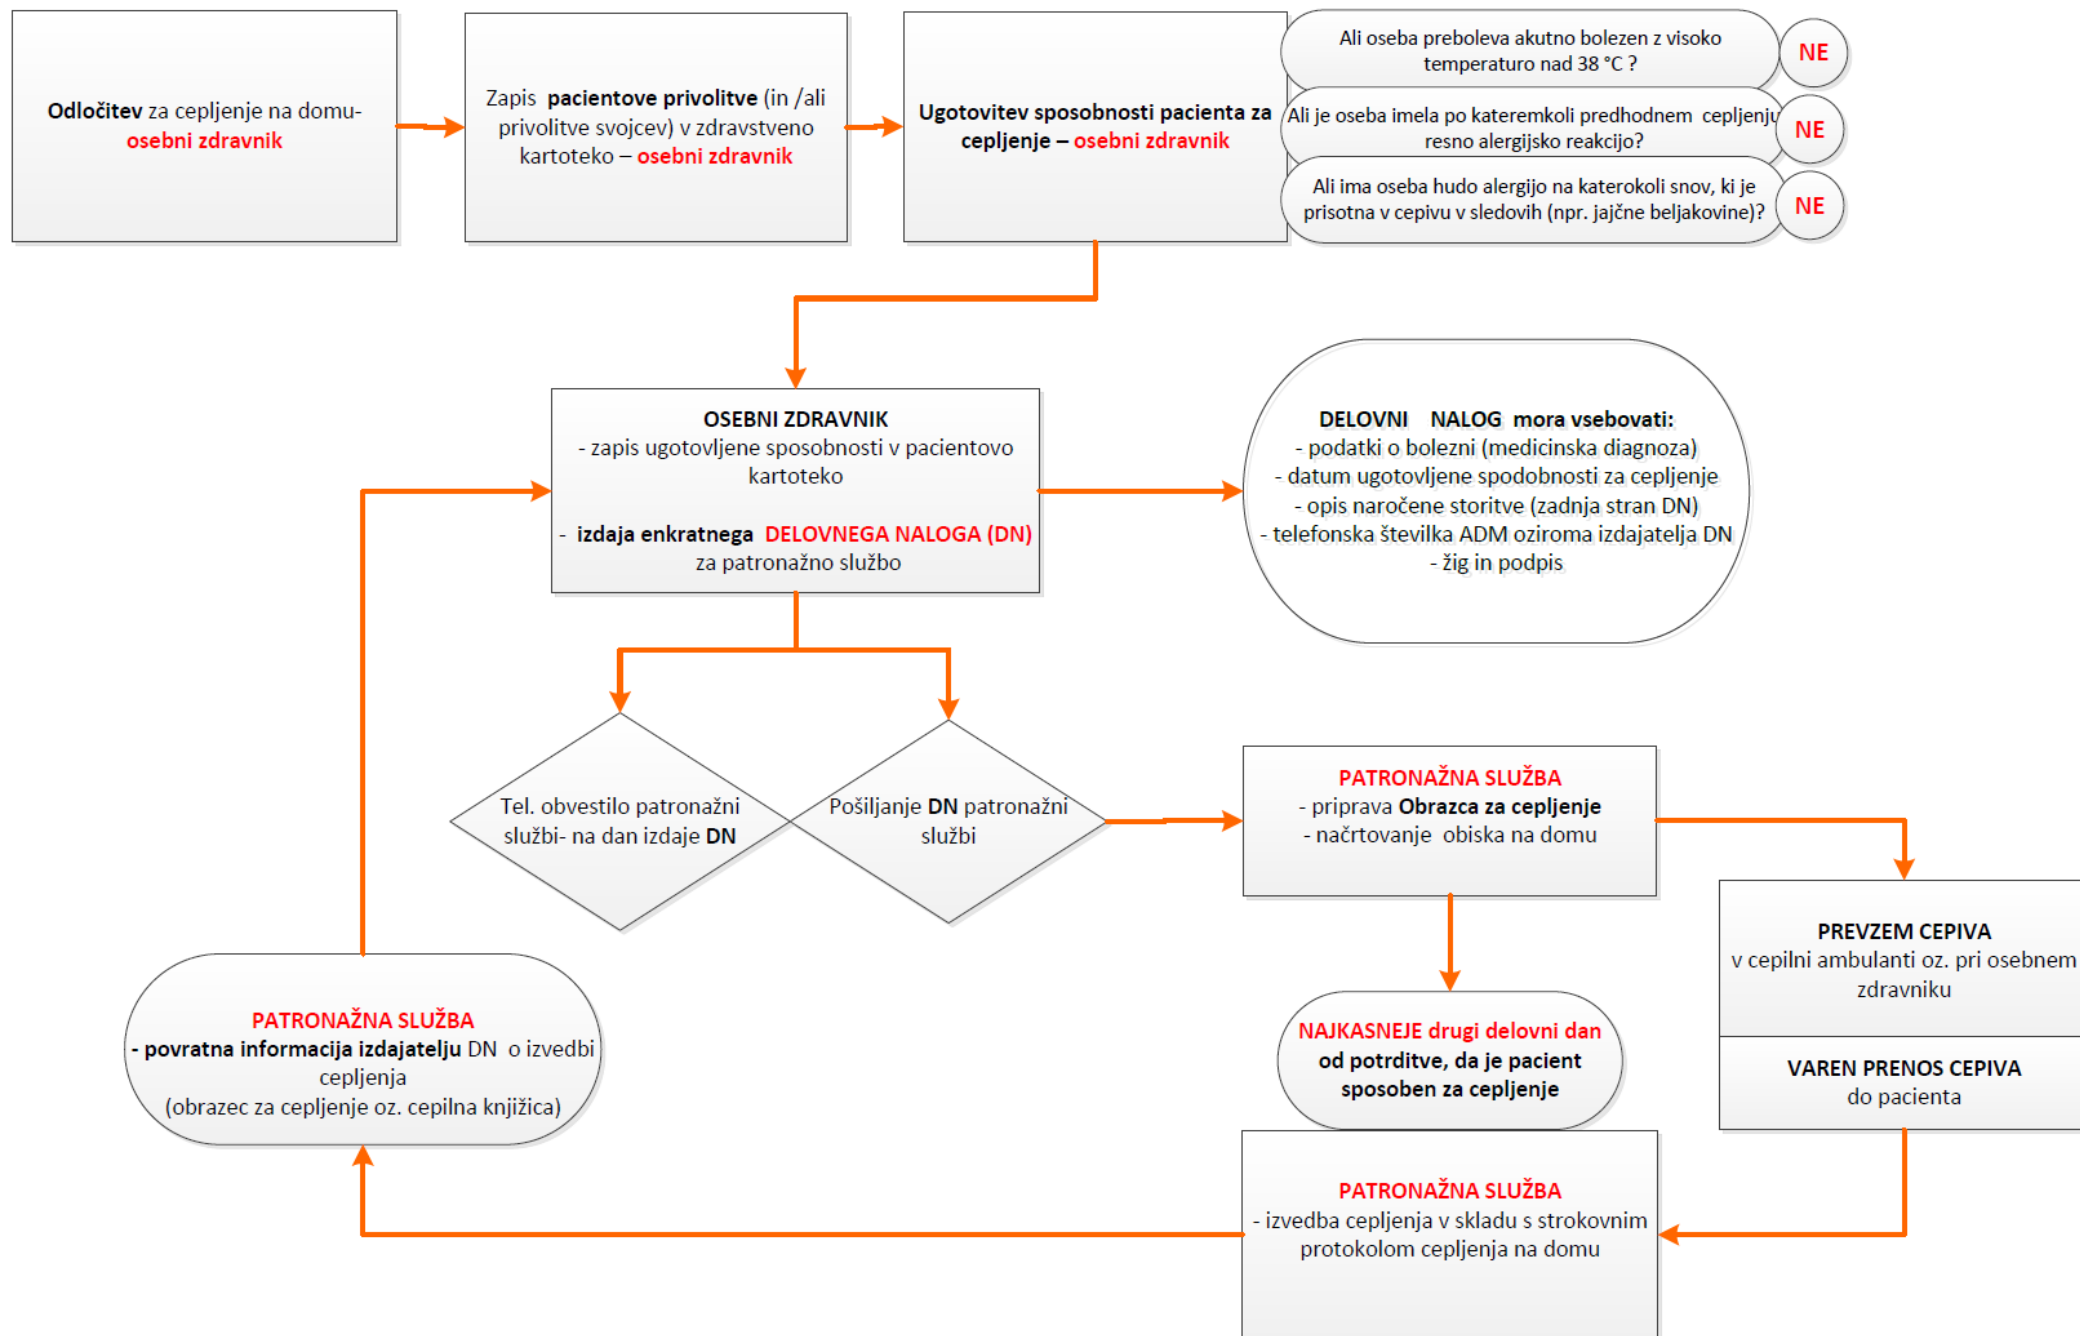 Odločitev za cepljenje na domu-
osebni zdravnik
Zapis pacientove privolitve (in /ali
privolitve svojcev) v zdravstveno
kartoteko – osebni zdravnik
Ugotovitev sposobnosti pacienta za
cepljenje – osebni zdravnik
Ali oseba preboleva akutno bolezen z visoko
temperaturo nad 38 °C ?
NE
Ali je oseba imela po kateremkoli predhodnem cepljenju
resno alergijsko reakcijo?
NE
Ali ima oseba hudo alergijo na katerokoli snov, ki je
prisotna v cepivu v sledovih (npr. jajčne beljakovine)?
NE
OSEBNI ZDRAVNIK
- zapis ugotovljene sposobnosti v pacientovo
kartoteko
- izdaja enkratnega DELOVNEGA NALOGA (DN)
za patronažno službo
DELOVNI NALOG mora vsebovati:
- podatki o bolezni (medicinska diagnoza)
- datum ugotovljene spodobnosti za cepljenje
- opis naročene storitve (zadnja stran DN)
- telefonska številka ADM oziroma izdajatelja DN
- žig in podpis
Tel. obvestilo patronažni
službi- na dan izdaje DN
Pošiljanje DN patronažni
službi
PATRONAŽNA SLUŽBA
- priprava Obrazca za cepljenje
- načrtovanje obiska na domu
PREVZEM CEPIVA
v cepilni ambulanti oz. pri osebnem
zdravniku
VAREN PRENOS CEPIVA
do pacienta
NAJKASNEJE drugi delovni dan
od potrditve, da je pacient
sposoben za cepljenje
PATRONAŽNA SLUŽBA
- izvedba cepljenja v skladu s strokovnim
protokolom cepljenja na domu
PATRONAŽNA SLUŽBA
- povratna informacija izdajatelju DN o izvedbi
cepljenja
(obrazec za cepljenje oz. cepilna knjižica)